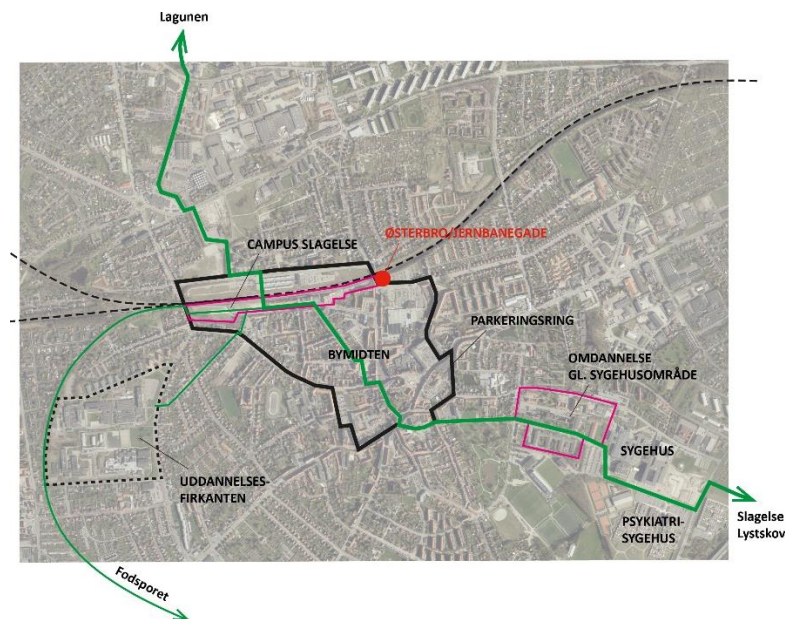 Lagunen
ØSTERBRO/JERNBANEGADE
CAMPUS SLAGELSE
PARKERINGSRING
BYMIDTEN
OMDANNELSE
GL. SYGEHUSOMRÅDE
SYGEHUS
UDDANNELSES-
FIRKANTEN
PSYKIATRI-
SYGEHUS
Slagelse
Lystskov
Fodsporet